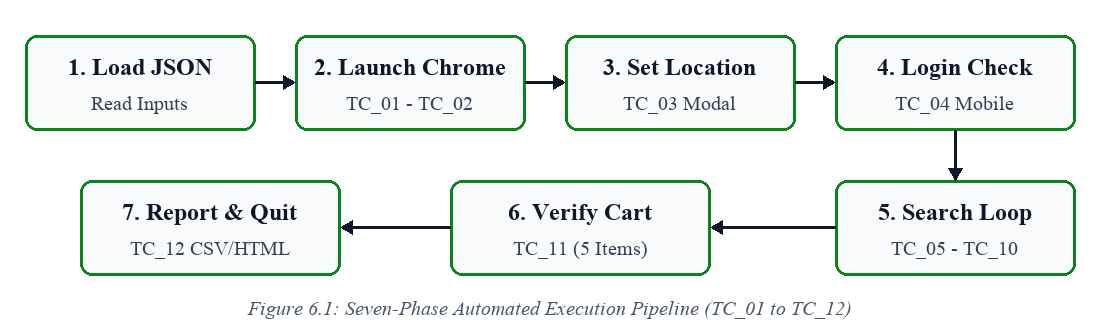 1. Load JSON
Read Inputs
2. Launch Chrome
TC_01 - TC_02
3. Set Location
TC_03 Modal
4. Login Check
TC_04 Mobile
5. Search Loop
TC_05 - TC_10
6. Verify Cart
TC_11 (5 Items)
7. Report & Quit
TC_12 CSV/HTML
Figure 6.1: Seven-Phase Automated Execution Pipeline (TC_01 to TC_12)